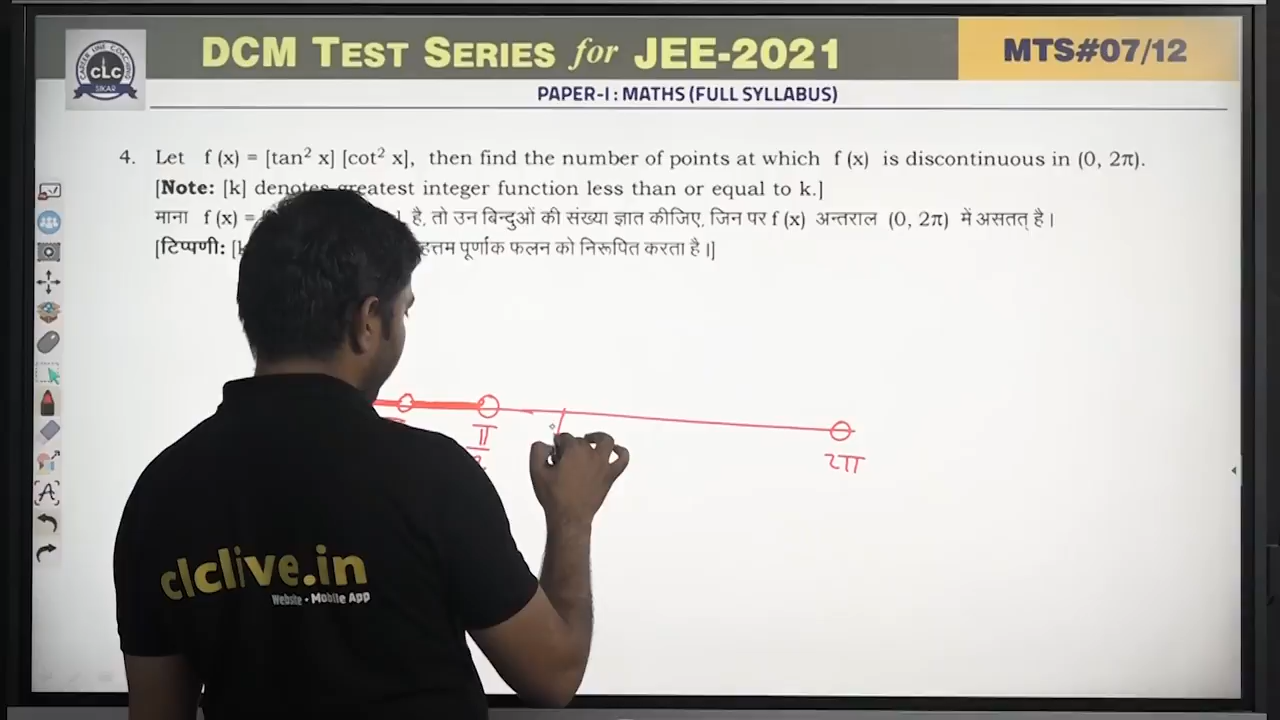 DCM TEST SERIES for JEE-2021
MTS#07/12
CLC
SIKAR
PAPER-I : MATHS (FULL SYLLABUS)
4. Let f (x) = [tan² x] [cot² x], then find the number of points at which f (x) is discontinuous in (0, 2π).
[Note: [k] denotes greatest integer function less than or equal to k.]
माना f (x) = है, तो उन बिन्दुओं की संख्या ज्ञात कीजिए, जिन पर f (x) अन्तराल (0, 2π) में असतत् है।
[टिप्पणी: [k हत्तम पूर्णांक फलन को निरूपित करता है।]
π/2
2π
clclive.in
Website • Mobile App